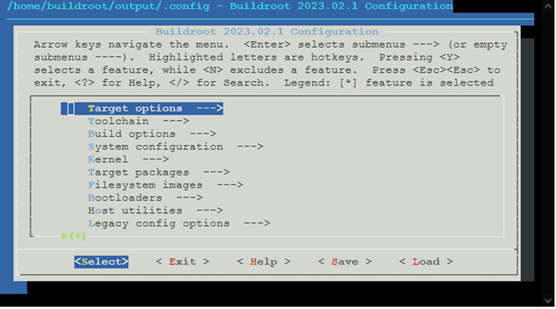 /home/buildroot/output/.config - Buildroot 2023.02.1 Configuration
Buildroot 2023.02.1 Configuration
Arrow keys navigate the menu.  <Enter> selects submenus ---> (or empty
submenus ----).  Highlighted letters are hotkeys.  Pressing <Y>
selects a feature, while <N> excludes a feature.  Press <Esc><Esc> to
exit, <?> for Help, </> for Search.  Legend: [*] feature is selected
Target options  --->
Toolchain  --->
Build options  --->
System configuration  --->
Kernel  --->
Target packages  --->
Filesystem images  --->
Bootloaders  --->
Host utilities  --->
Legacy config options  --->
v(+)
<Select>    < Exit >    < Help >    < Save >    < Load >